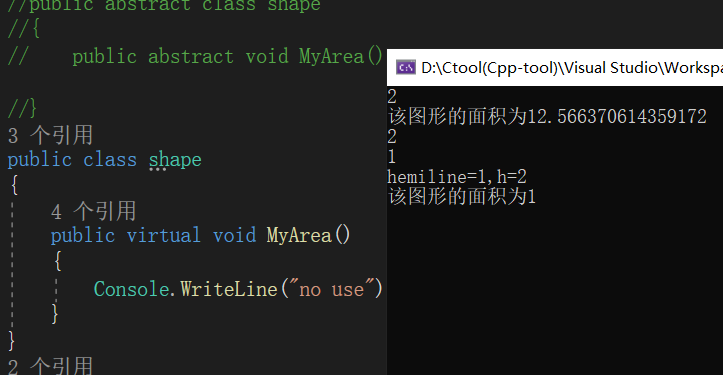 //public abstract class shape
//{
//    public abstract void MyArea()
//}
3 个引用
public class shape
{
4 个引用
public virtual void MyArea()
{
Console.WriteLine("no use")
}
}
2 个引用
D:\Ctool(Cpp-tool)\Visual Studio\Workspa
2
该图形的面积为12.566370614359172
2
1
hemiline=1,h=2
该图形的面积为1